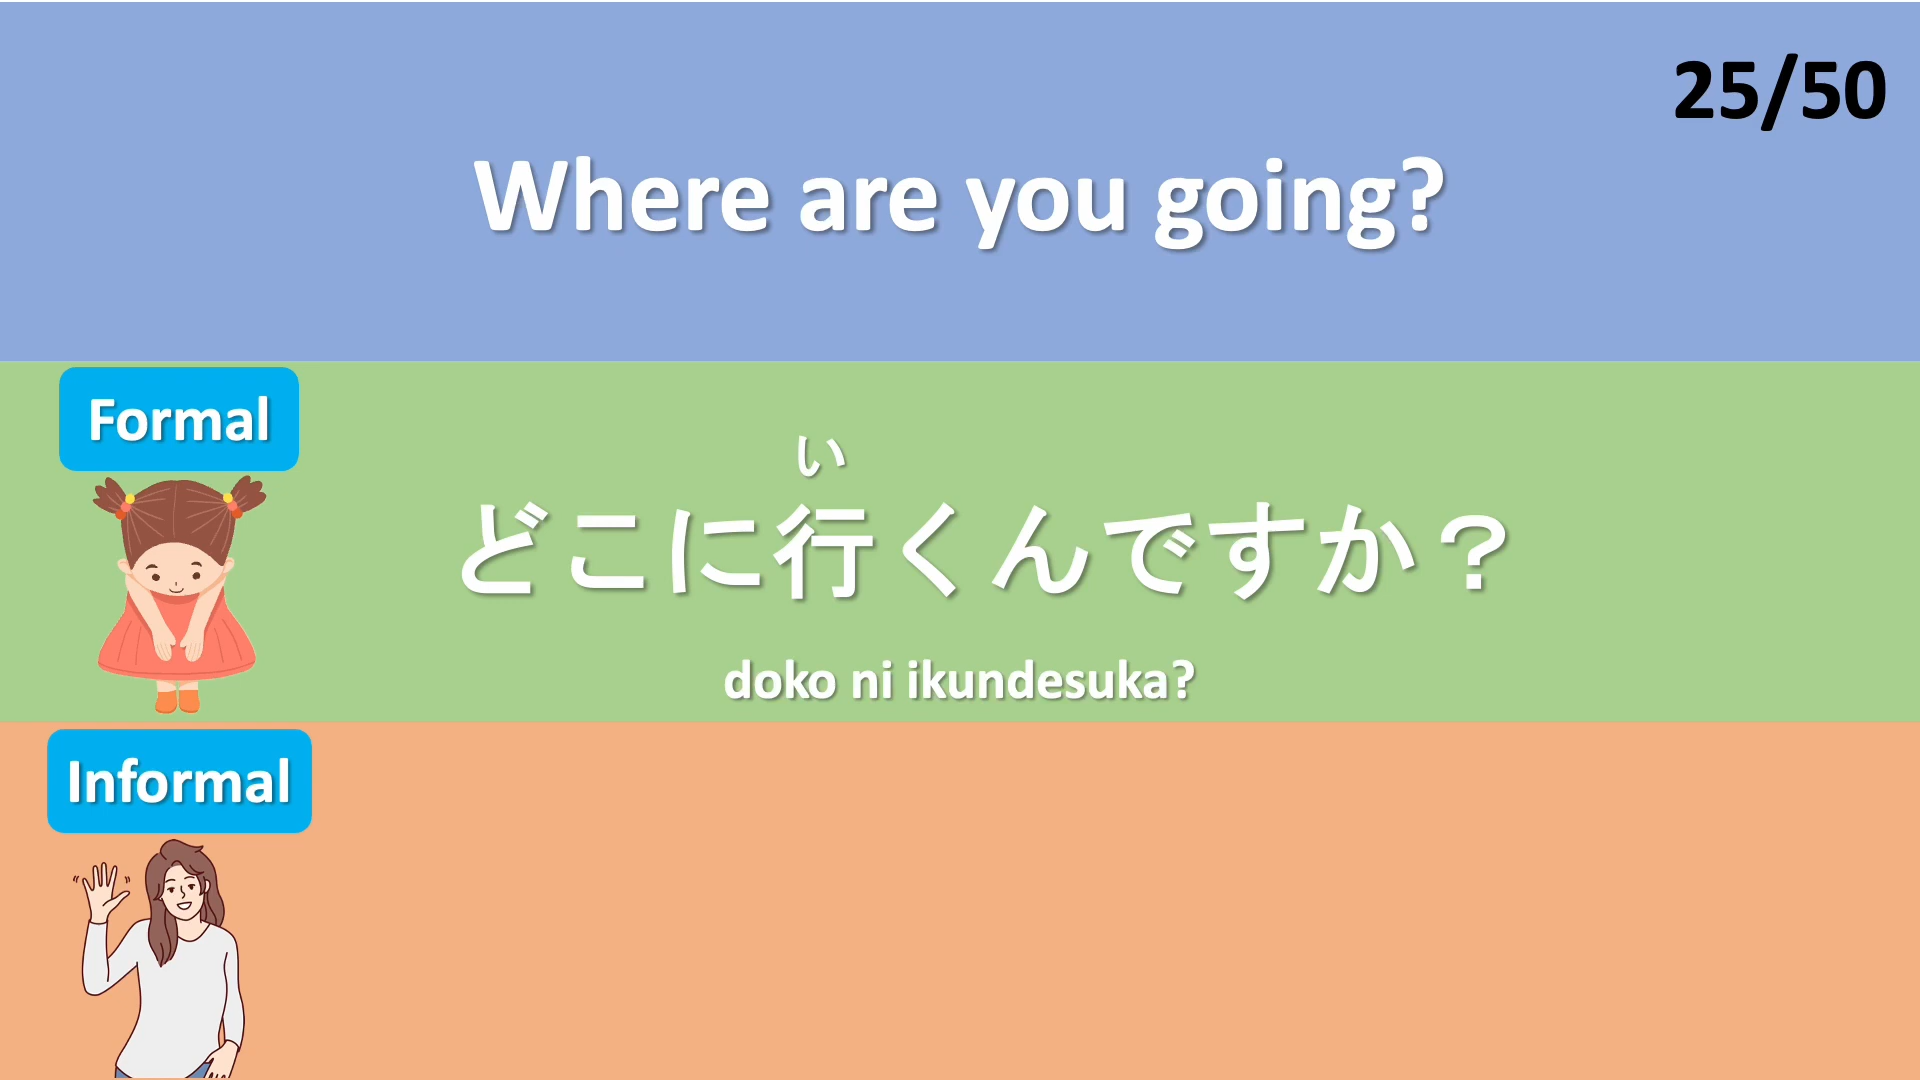 25/50
Where are you going?
Formal
い
どこに行くんですか？
doko ni ikundesuka?
Informal